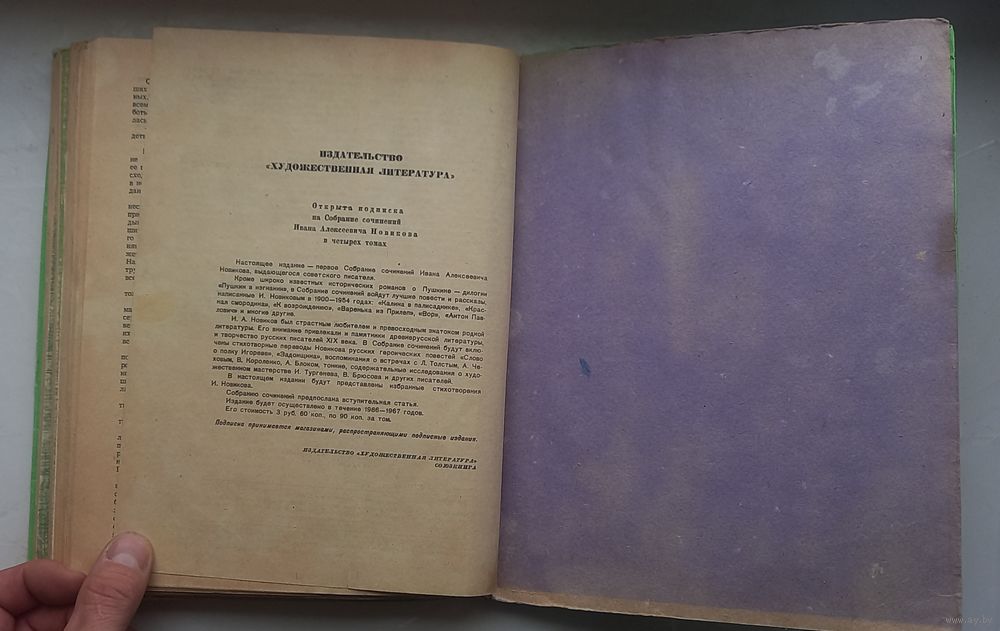 ИЗДАТЕЛЬСТВО
«ХУДОЖЕСТВЕННАЯ ЛИТЕРАТУРА»
Открыта подписка
на Собрание сочинений
Ивана Алексеевича Новикова
в четырех томах
Настоящее издание — первое Собрание сочинений Ивана Алексеевича
Новикова, выдающегося советского писателя.
Кроме широко известных исторических романов о Пушкине — дилогии
«Пушкин в изгнании», в Собрание сочинений войдут лучшие повести и рассказы,
написанные И. Новиковым в 1900—1954 годах: «Калина в палисаднике», «Крас-
ная смородина», «К возрождению», «Варенька из Прилеп», «Вор», «Антон Пав-
лович» и многие другие.
И. А. Новиков был страстным любителем и превосходным знатоком родной
литературы. Его внимание привлекали и памятники древнерусской литературы,
и творчество русских писателей XIX века. В Собрание сочинений будут вклю-
чены стихотворные переводы Новикова русских героических повестей «Слово
о полку Игореве», «Задонщина», воспоминания о встречах с Л. Толстым, А. Че-
ховым, В. Короленко, А. Блоком, тонкие, содержательные исследования о худо-
жественном мастерстве И. Тургенева, В. Брюсова и других писателей.
В настоящем издании будут представлены избранные стихотворения
И. Новикова.
Собранию сочинений предпослана вступительная статья.
Издание будет осуществлено в течение 1966—1967 годов.
Его стоимость 3 руб. 60 коп., по 90 коп. за том.
Подписка принимается магазинами, распространяющими подписные издания.
ИЗДАТЕЛЬСТВО «ХУДОЖЕСТВЕННАЯ ЛИТЕРАТУРА»
СОЮЗКНИГА
www.ay.by